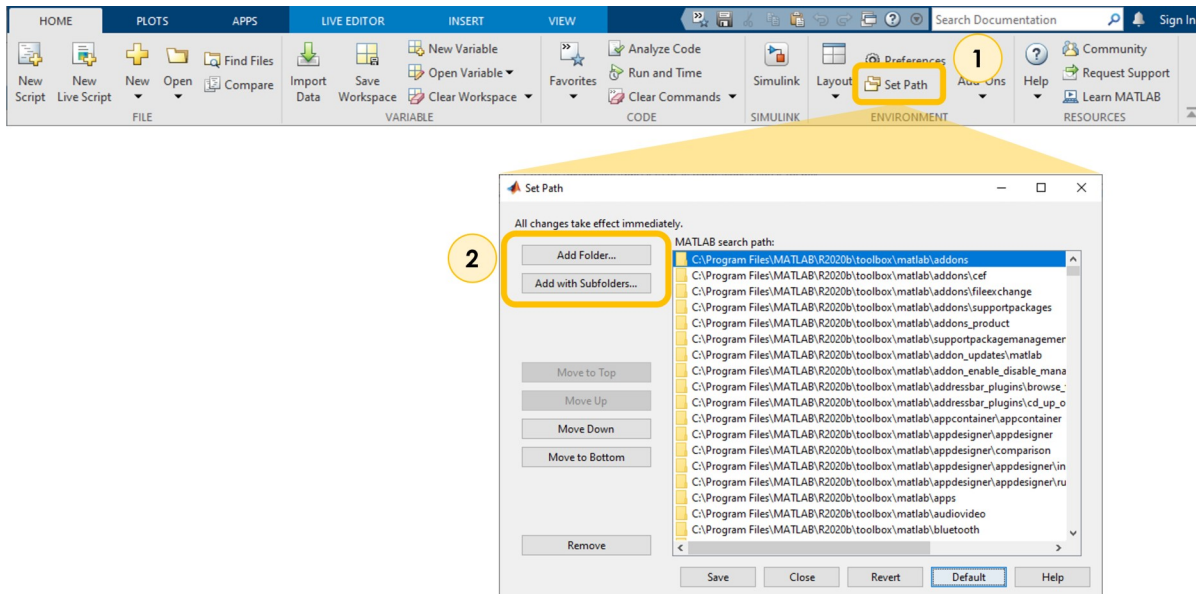 HOME PLOTS APPS LIVE EDITOR INSERT VIEW Search Documentation Sign In
New Script
New Live Script
New
Open
Find Files
Compare
FILE
Import Data
Save Workspace
New Variable
Open Variable
Clear Workspace
VARIABLE
Favorites
Analyze Code
Run and Time
Clear Commands
CODE
Simulink
SIMULINK
Layout
Preferences
Set Path
1
Add-Ons
ENVIRONMENT
Help
Community
Request Support
Learn MATLAB
RESOURCES
Set Path
All changes take effect immediately.
2
Add Folder...
Add with Subfolders...
Move to Top
Move Up
Move Down
Move to Bottom
Remove
MATLAB search path:
C:\Program Files\MATLAB\R2020b\toolbox\matlab\addons
C:\Program Files\MATLAB\R2020b\toolbox\matlab\addons\cef
C:\Program Files\MATLAB\R2020b\toolbox\matlab\addons\fileexchange
C:\Program Files\MATLAB\R2020b\toolbox\matlab\addons\supportpackages
C:\Program Files\MATLAB\R2020b\toolbox\matlab\addons_product
C:\Program Files\MATLAB\R2020b\toolbox\matlab\supportpackagemanagemer
C:\Program Files\MATLAB\R2020b\toolbox\matlab\addon_updates\matlab
C:\Program Files\MATLAB\R2020b\toolbox\matlab\addon_enable_disable_mana
C:\Program Files\MATLAB\R2020b\toolbox\matlab\addressbar_plugins\browse_
C:\Program Files\MATLAB\R2020b\toolbox\matlab\addressbar_plugins\cd_up_o
C:\Program Files\MATLAB\R2020b\toolbox\matlab\appcontainer\appcontainer
C:\Program Files\MATLAB\R2020b\toolbox\matlab\appdesigner\appdesigner
C:\Program Files\MATLAB\R2020b\toolbox\matlab\appdesigner\comparison
C:\Program Files\MATLAB\R2020b\toolbox\matlab\appdesigner\appdesigner\in
C:\Program Files\MATLAB\R2020b\toolbox\matlab\appdesigner\appdesigner\ru
C:\Program Files\MATLAB\R2020b\toolbox\matlab\apps
C:\Program Files\MATLAB\R2020b\toolbox\matlab\audiovideo
C:\Program Files\MATLAB\R2020b\toolbox\matlab\bluetooth
Save Close Revert Default Help